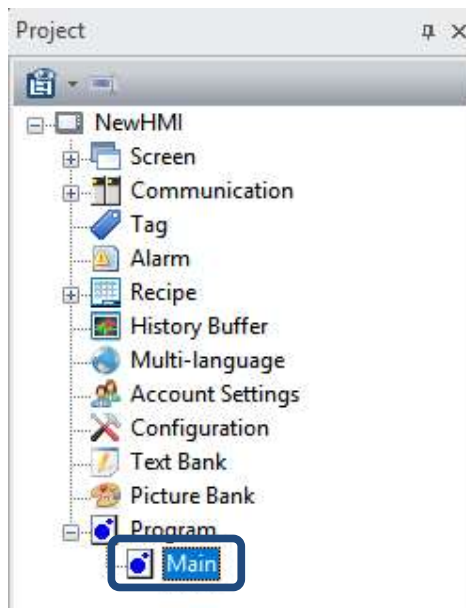 Project
NewHMI
Screen
Communication
Tag
Alarm
Recipe
History Buffer
Multi-language
Account Settings
Configuration
Text Bank
Picture Bank
Program
Main